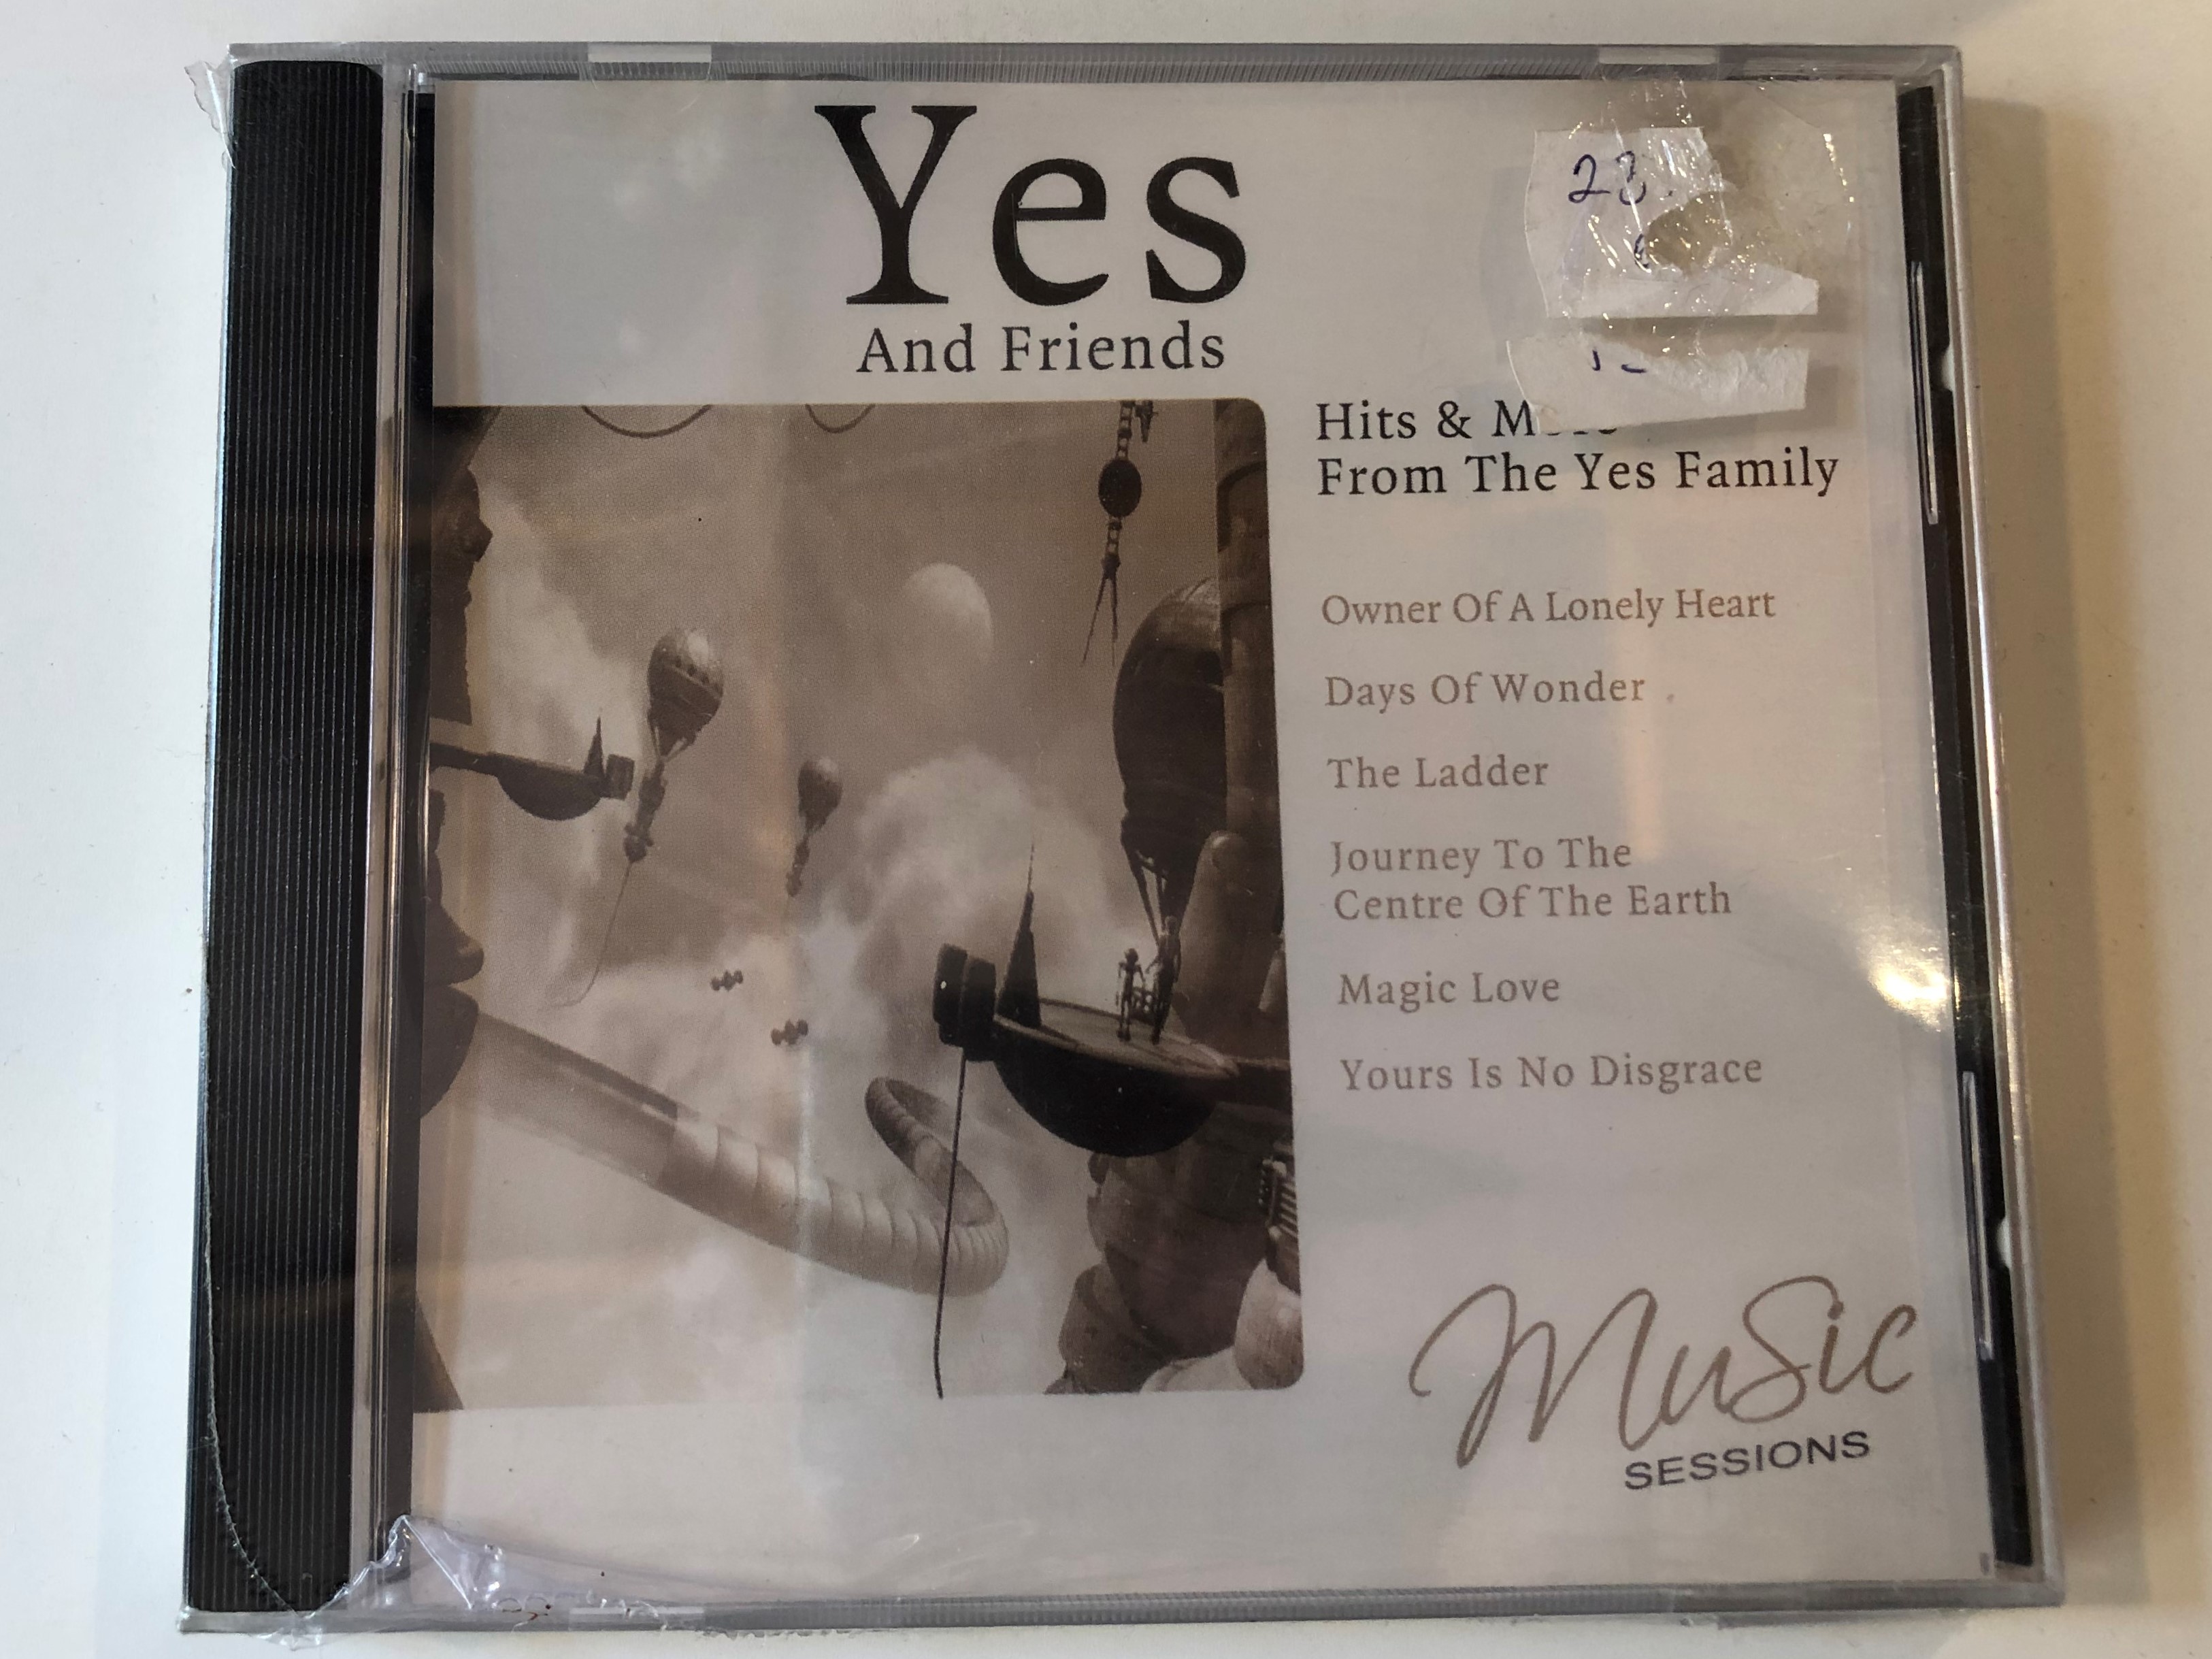 Yes
And Friends
Hits &
From The Yes Family
Owner Of A Lonely Heart
Days Of Wonder
The Ladder
Journey To The
Centre Of The Earth
Magic Love
Yours Is No Disgrace
Music
SESSIONS